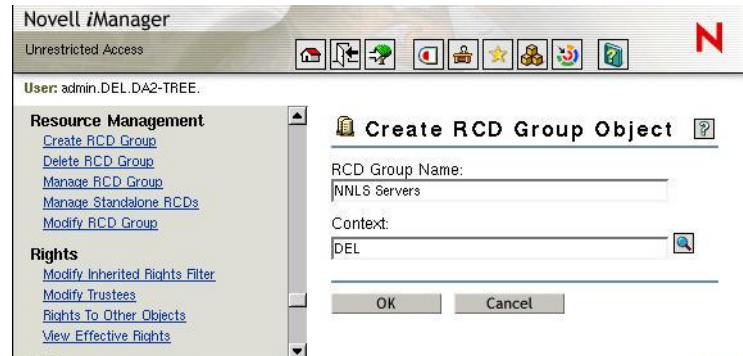 Novell iManager
Unrestricted Access
N
User: admin.DEL.DA2-TREE.
Resource Management
Create RCD Group
Delete RCD Group
Manage RCD Group
Manage Standalone RCDs
Modify RCD Group
Rights
Modify Inherited Rights Filter
Modify Trustees
Rights To Other Objects
View Effective Rights
Create RCD Group Object
?
RCD Group Name:
NNLS Servers
Context:
DEL
OK Cancel